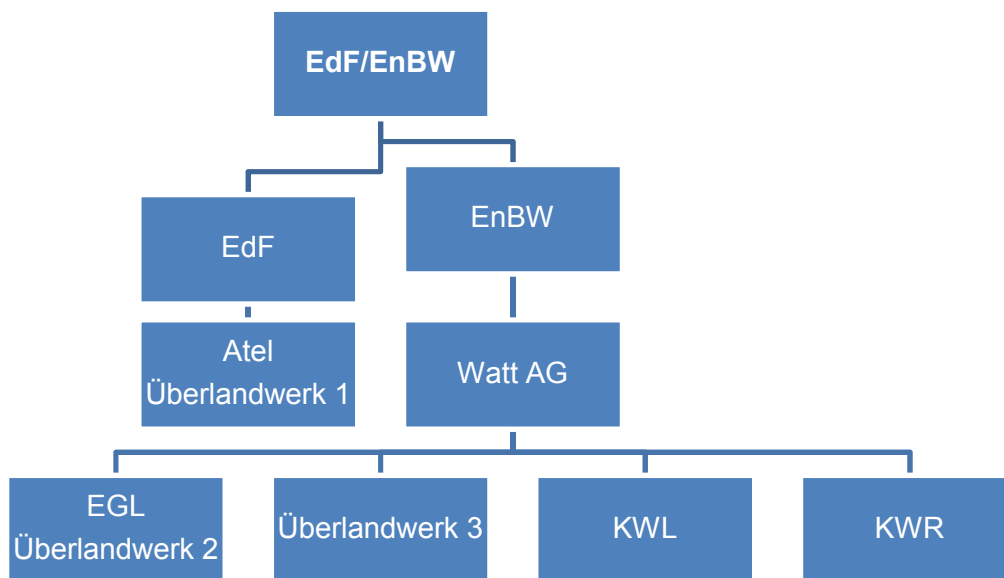 EdF/EnBW
EdF
EnBW
Atel
Überlandwerk 1
Watt AG
EGL
Überlandwerk 2
Überlandwerk 3
KWL
KWR